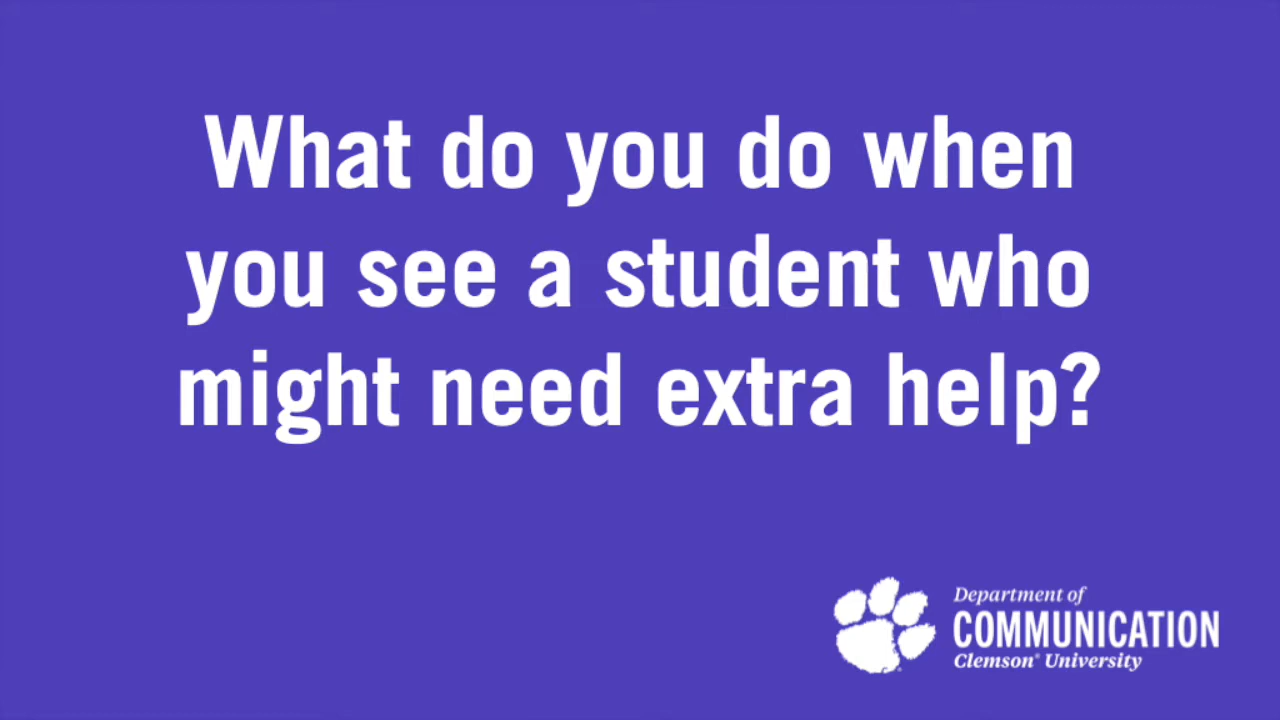 What do you do when
you see a student who
might need extra help?
Department of
COMMUNICATION
Clemson® University